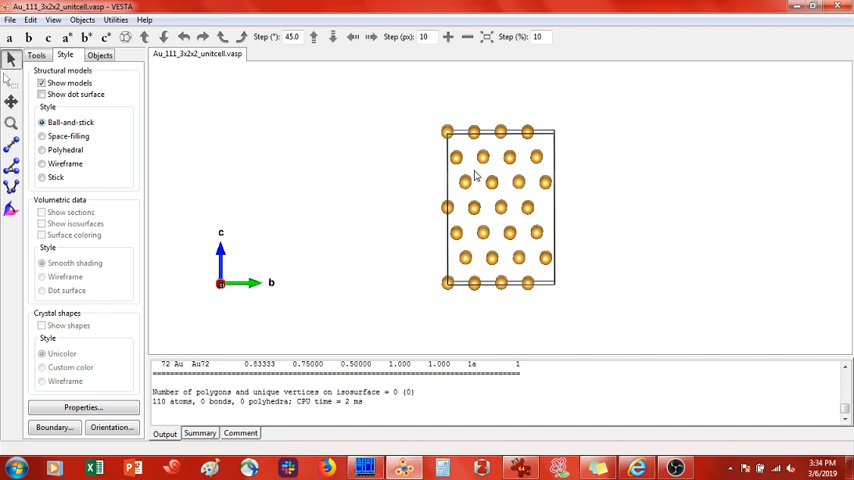 Au_111_3x2x2_unitcell.vasp - VESTA
File Edit View Objects Utilities Help
a b c a* b* c* Step (°): 45.0 Step (px): 10 Step (%): 10
Tools Style Objects
Au_111_3x2x2_unitcell.vasp
Structural models
Show models
Show dot surface
Style
Ball-and-stick
Space-filling
Polyhedral
Wireframe
Stick
Volumetric data
Show sections
Show isosurfaces
Surface coloring
Style
Smooth shading
Wireframe
Dot surface
Crystal shapes
Show shapes
Style
Unicolor
Custom color
Wireframe
Properties...
Boundary... Orientation...
c
b
72 Au Au72 0.83333 0.75000 0.50000 1.000 1.000 1a 1
Number of polygons and unique vertices on isosurface = 0 (0)
110 atoms, 0 bonds, 0 polyhedra; CPU time = 2 ms
Output Summary Comment
64
3:34 PM
3/6/2019